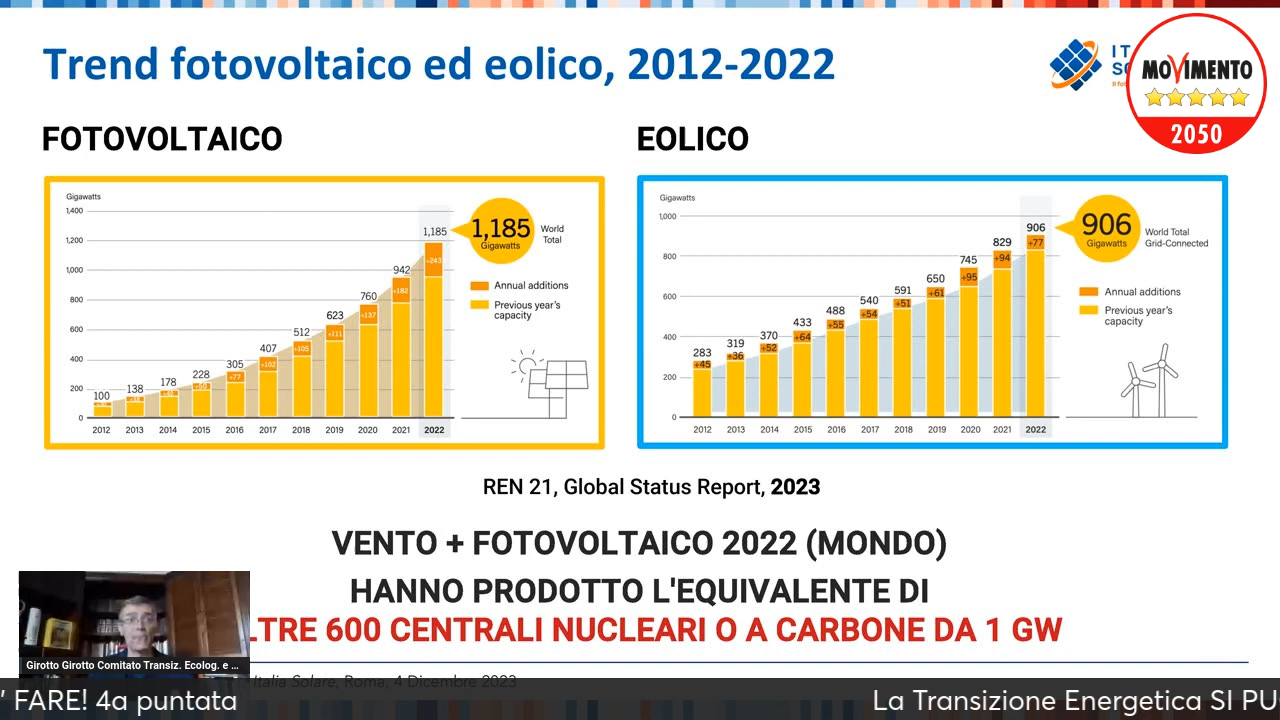 Trend fotovoltaico ed eolico, 2012-2022
IT
SO
Il fot
MOVIMENTO
2050
FOTOVOLTAICO
EOLICO
Gigawatts
1,400
1,200
1,000
800
600
400
200
0
100
138
178
228
305
407
512
623
760
942
1,185
+77
+102
+105
+111
+137
+182
+243
2012
2013
2014
2015
2016
2017
2018
2019
2020
2021
2022
1,185
Gigawatts
World
Total
Annual additions
Previous year's
capacity
Gigawatts
1,000
800
600
400
200
0
283
319
370
433
488
540
591
650
745
829
906
+45
+36
+52
+64
+55
+54
+51
+61
+95
+94
+77
2012
2013
2014
2015
2016
2017
2018
2019
2020
2021
2022
906
Gigawatts
World Total
Grid-Connected
Annual additions
Previous year's
capacity
REN 21, Global Status Report, 2023
VENTO + FOTOVOLTAICO 2022 (MONDO)
HANNO PRODOTTO L'EQUIVALENTE DI
LTRE 600 CENTRALI NUCLEARI O A CARBONE DA 1 GW
Girotto Girotto Comitato Transiz. Ecolog. e ...
Italia Solare, Roma, 4 Dicembre 2023
' FARE! 4a puntata
La Transizione Energetica SI PU